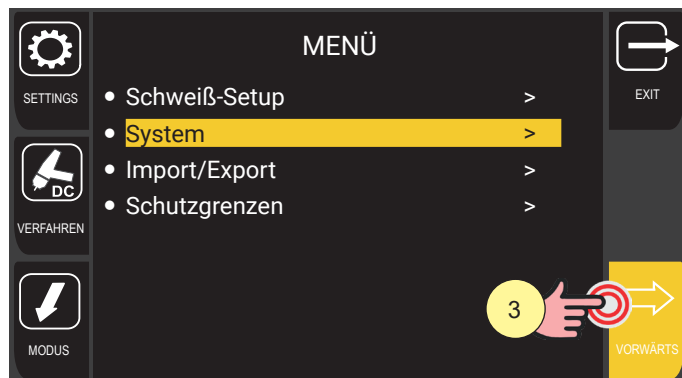 MENÜ
SETTINGS
EXIT
• Schweiß-Setup >
• System >
• Import/Export >
• Schutzgrenzen >
DC
VERFAHREN
3
MODUS
VORWÄRTS